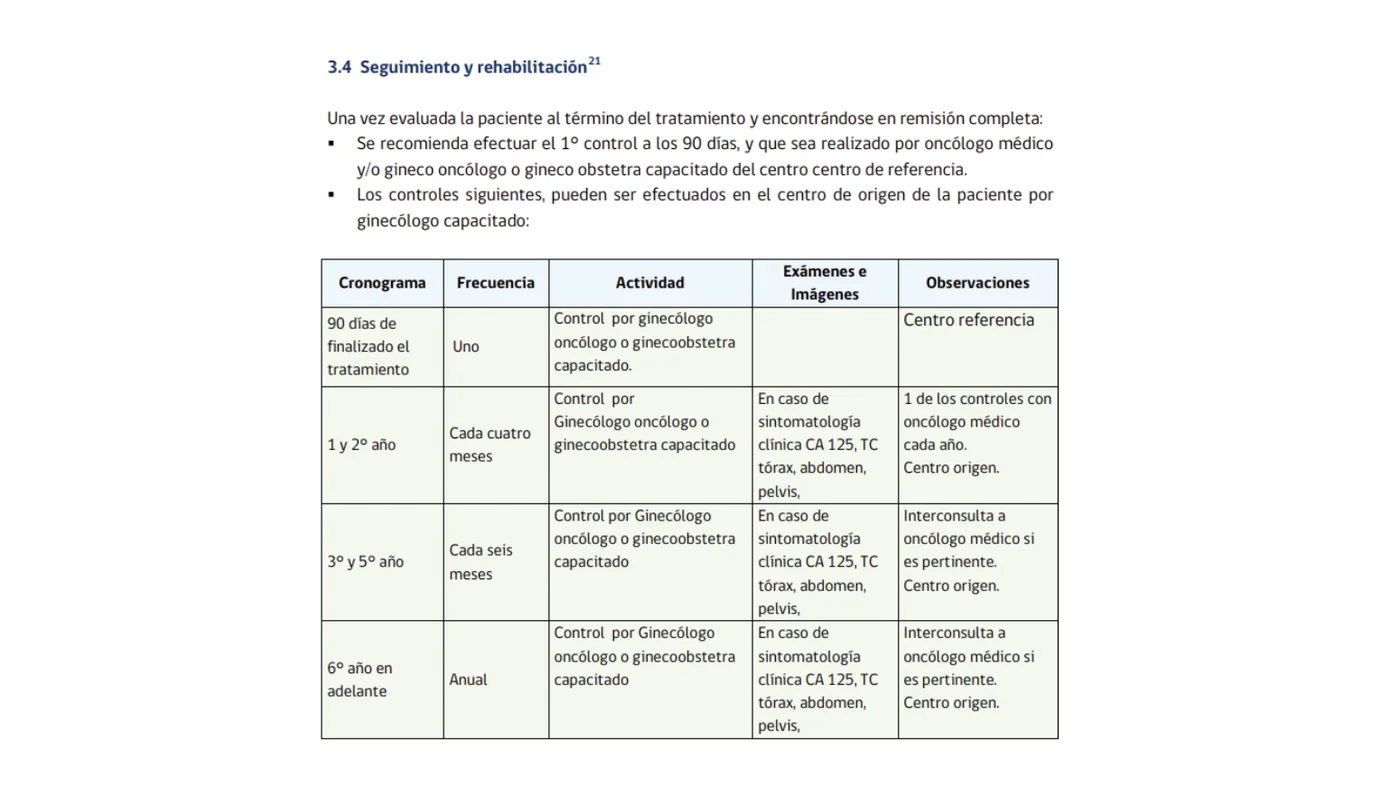 3.4 Seguimiento y rehabilitación21
Una vez evaluada la paciente al término del tratamiento y encontrándose en remisión completa:
▪ Se recomienda efectuar el 1° control a los 90 días, y que sea realizado por oncólogo médico
y/o gineco oncólogo o gineco obstetra capacitado del centro centro de referencia.
▪ Los controles siguientes, pueden ser efectuados en el centro de origen de la paciente por
ginecólogo capacitado:
Cronograma
Frecuencia
Actividad
Exámenes e
Imágenes
Observaciones
90 días de
finalizado el
tratamiento
Uno
Control por ginecólogo
oncólogo o ginecoobstetra
capacitado.
Centro referencia
1 y 2° año
Cada cuatro
meses
Control por
Ginecólogo oncólogo o
ginecoobstetra capacitado
En caso de
sintomatología
clínica CA 125, TC
tórax, abdomen,
pelvis,
1 de los controles con
oncólogo médico
cada año.
Centro origen.
3° y 5° año
Cada seis
meses
Control por Ginecólogo
oncólogo o ginecoobstetra
capacitado
En caso de
sintomatología
clínica CA 125, TC
tórax, abdomen,
pelvis,
Interconsulta a
oncólogo médico si
es pertinente.
Centro origen.
6° año en
adelante
Anual
Control por Ginecólogo
oncólogo o ginecoobstetra
capacitado
En caso de
sintomatología
clínica CA 125, TC
tórax, abdomen,
pelvis,
Interconsulta a
oncólogo médico si
es pertinente.
Centro origen.